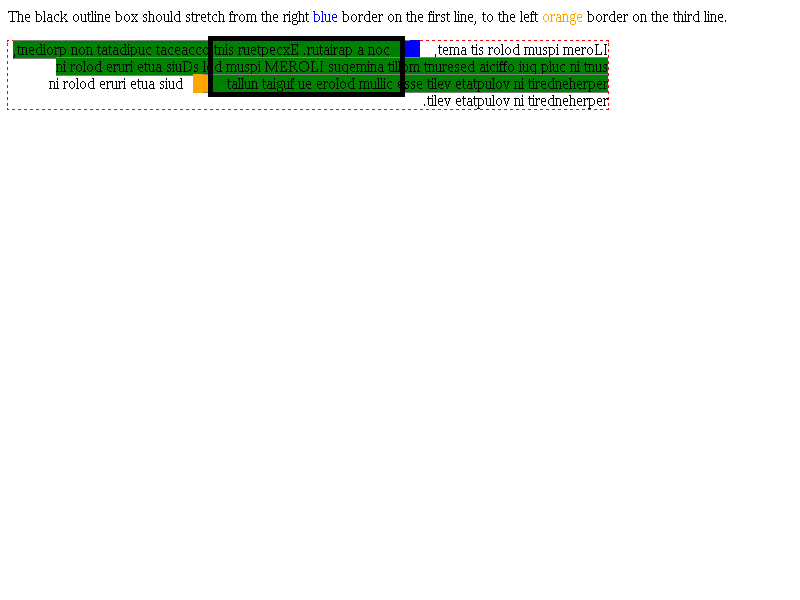 The black outline box should stretch from the right blue border on the first line, to the left orange border on the third line.
,tnediorp non tatadipuc taceacco tnis ruetpecxE .rutairap a noc ,tema tis rolod muspi meroLI
ni rolod eruri etua siuDs lod muspi MEROLI suqemina tillom tnuresed aiciffo iuq pluc ni tnus
ni rolod eruri etua siud tallun taiguf ue erolod mullic esse tilev etatpulov ni tiredneherper
.tilev etatpulov ni tiredneherper